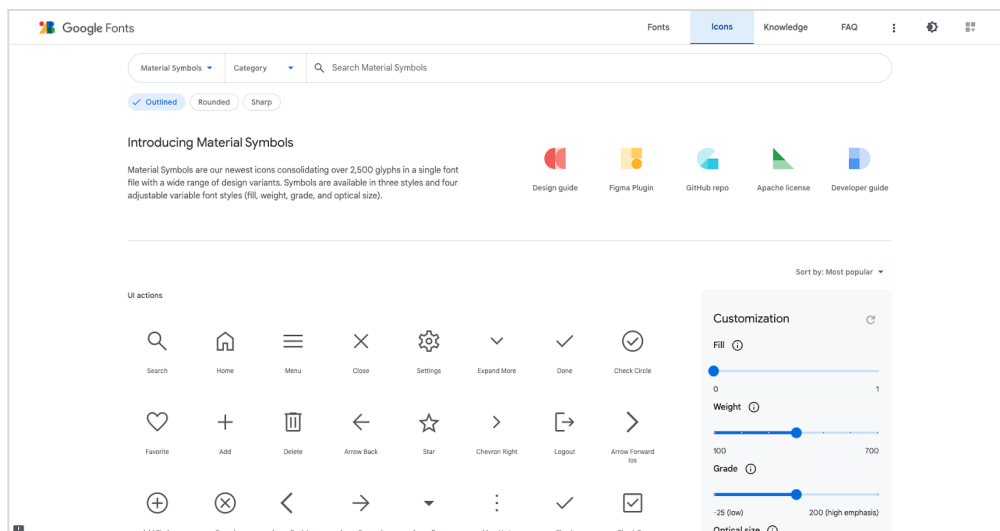 Google Fonts
Fonts
Icons
Knowledge
FAQ
Material Symbols
Category
Search Material Symbols
Outlined
Rounded
Sharp
Introducing Material Symbols
Material Symbols are our newest icons consolidating over 2,500 glyphs in a single font
file with a wide range of design variants. Symbols are available in three styles and four
adjustable variable font styles (fill, weight, grade, and optical size).
Design guide
Figma Plugin
GitHub repo
Apache license
Developer guide
Sort by: Most popular
UI actions
Search
Home
Menu
Close
Settings
Expand More
Done
Check Circle
Favorite
Add
Delete
Arrow Back
Star
Chevron Right
Logout
Arrow Forward
Ios
Customization
Fill
0
1
Weight
100
700
Grade
-25 (low)
200 (high emphasis)
Optical size